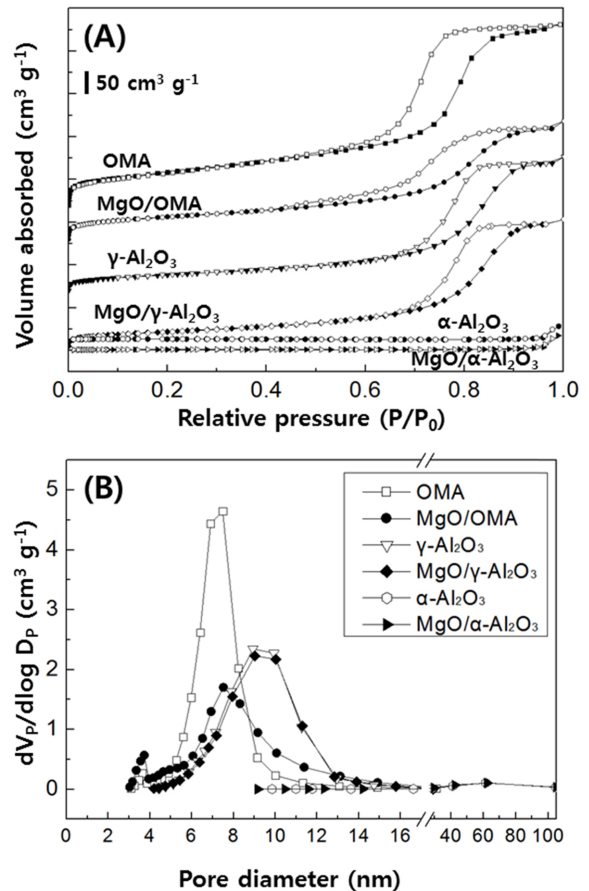 (A)
50 cm³ g⁻¹
Volume absorbed (cm³ g⁻¹)
OMA
MgO/OMA
γ-Al₂O₃
MgO/γ-Al₂O₃
α-Al₂O₃
MgO/α-Al₂O₃
0.0 0.2 0.4 0.6 0.8 1.0
Relative pressure (P/P₀)
(B)
OMA
MgO/OMA
γ-Al₂O₃
MgO/γ-Al₂O₃
α-Al₂O₃
MgO/α-Al₂O₃
dVₚ/dlog Dₚ (cm³ g⁻¹)
5
4
3
2
1
0
0 2 4 6 8 10 12 14 16 40 60 80 100
Pore diameter (nm)